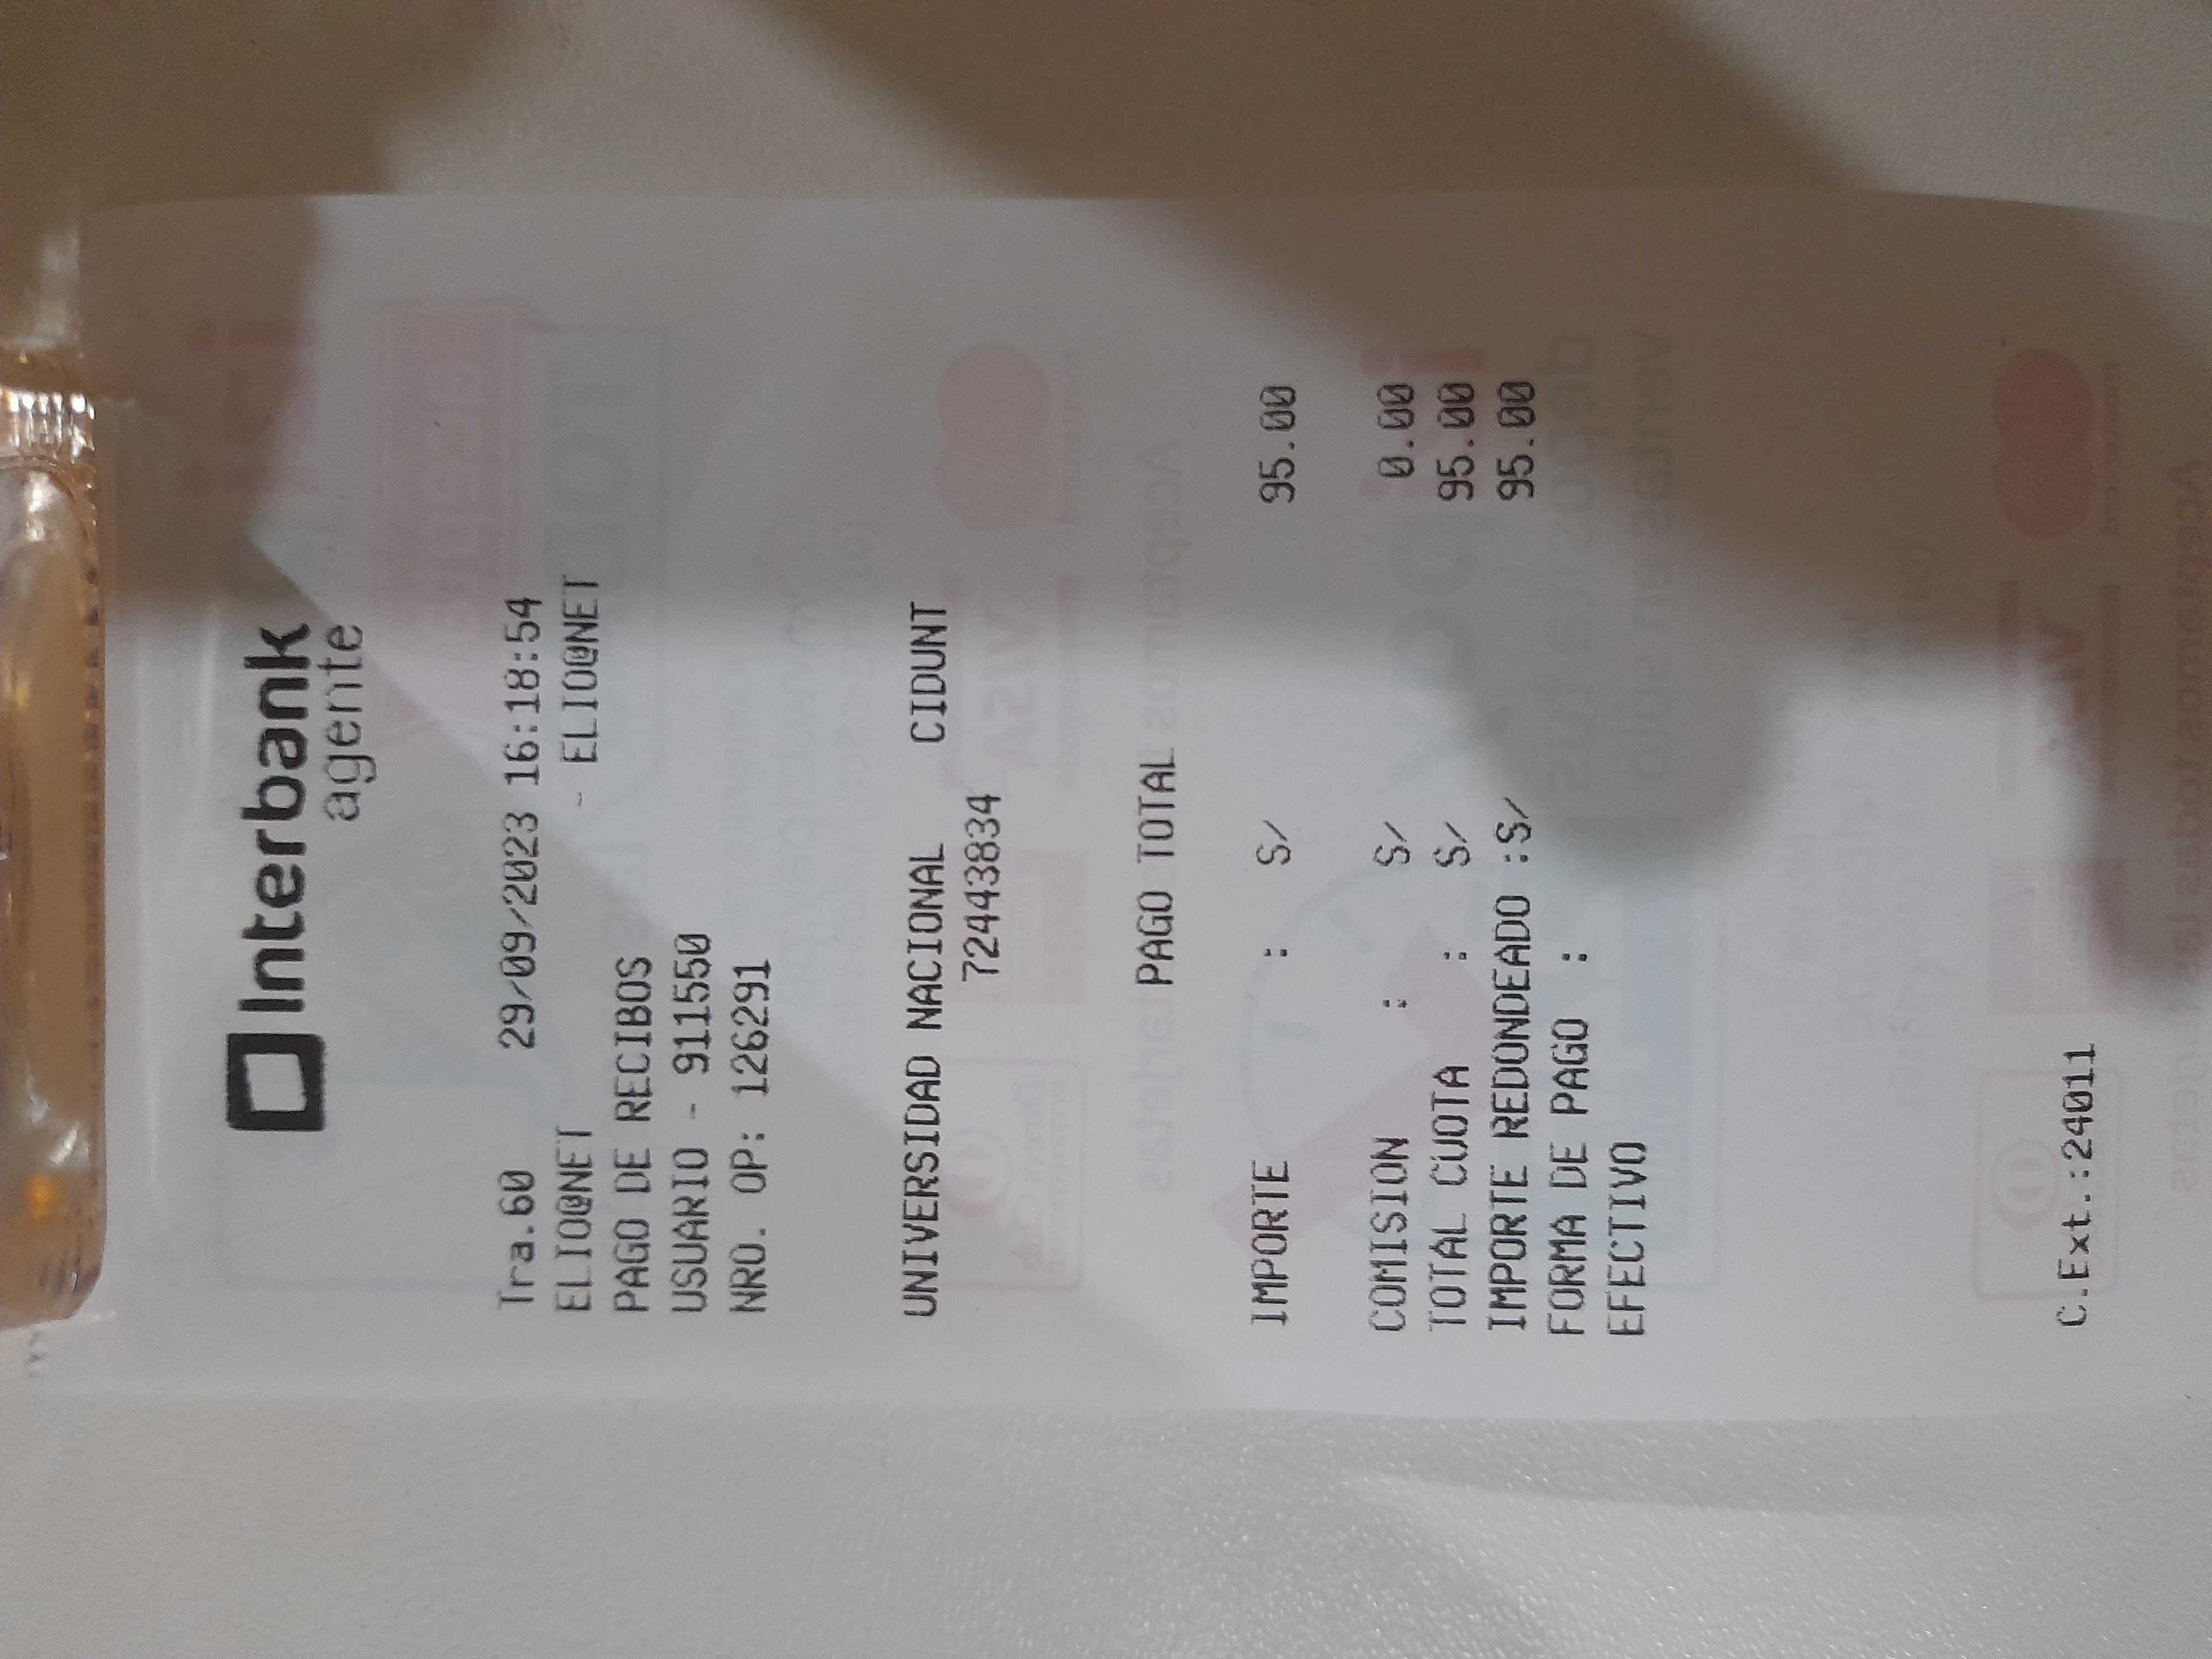 Interbank
agente
Tra.60 29/09/2023 16:18:54
ELIO@NET - ELIO@NET
PAGO DE RECIBOS
USUARIO - 911550
NRO. OP: 126291
UNIVERSIDAD NACIONAL CIDUNT
72443834
PAGO TOTAL
IMPORTE : S/ 95.00
COMISION : S/ 0.00
TOTAL CUOTA : S/ 95.00
IMPORTE REDONDEADO :S/ 95.00
FORMA DE PAGO :
EFECTIVO
C.Ext.:24011